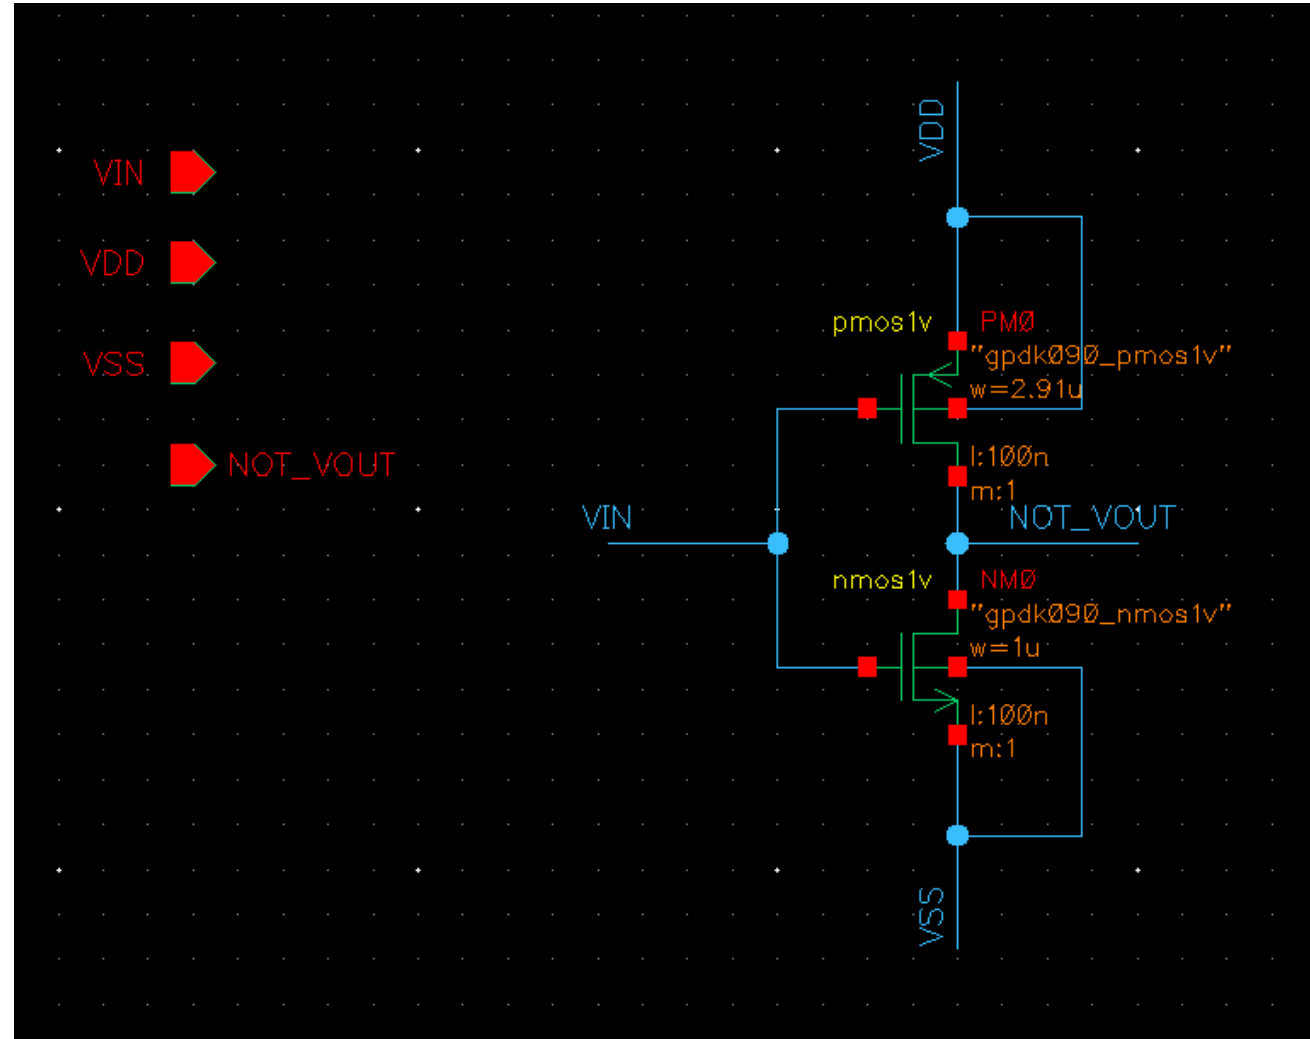 VIN
VDD
VSS
NOT_VOUT
VDD
pmos1v
PM0
"gpdk090_pmos1v"
w=2.91u
l:100n
m:1
VIN
NOT_VOUT
nmos1v
NM0
"gpdk090_nmos1v"
w=1u
l:100n
m:1
VSS